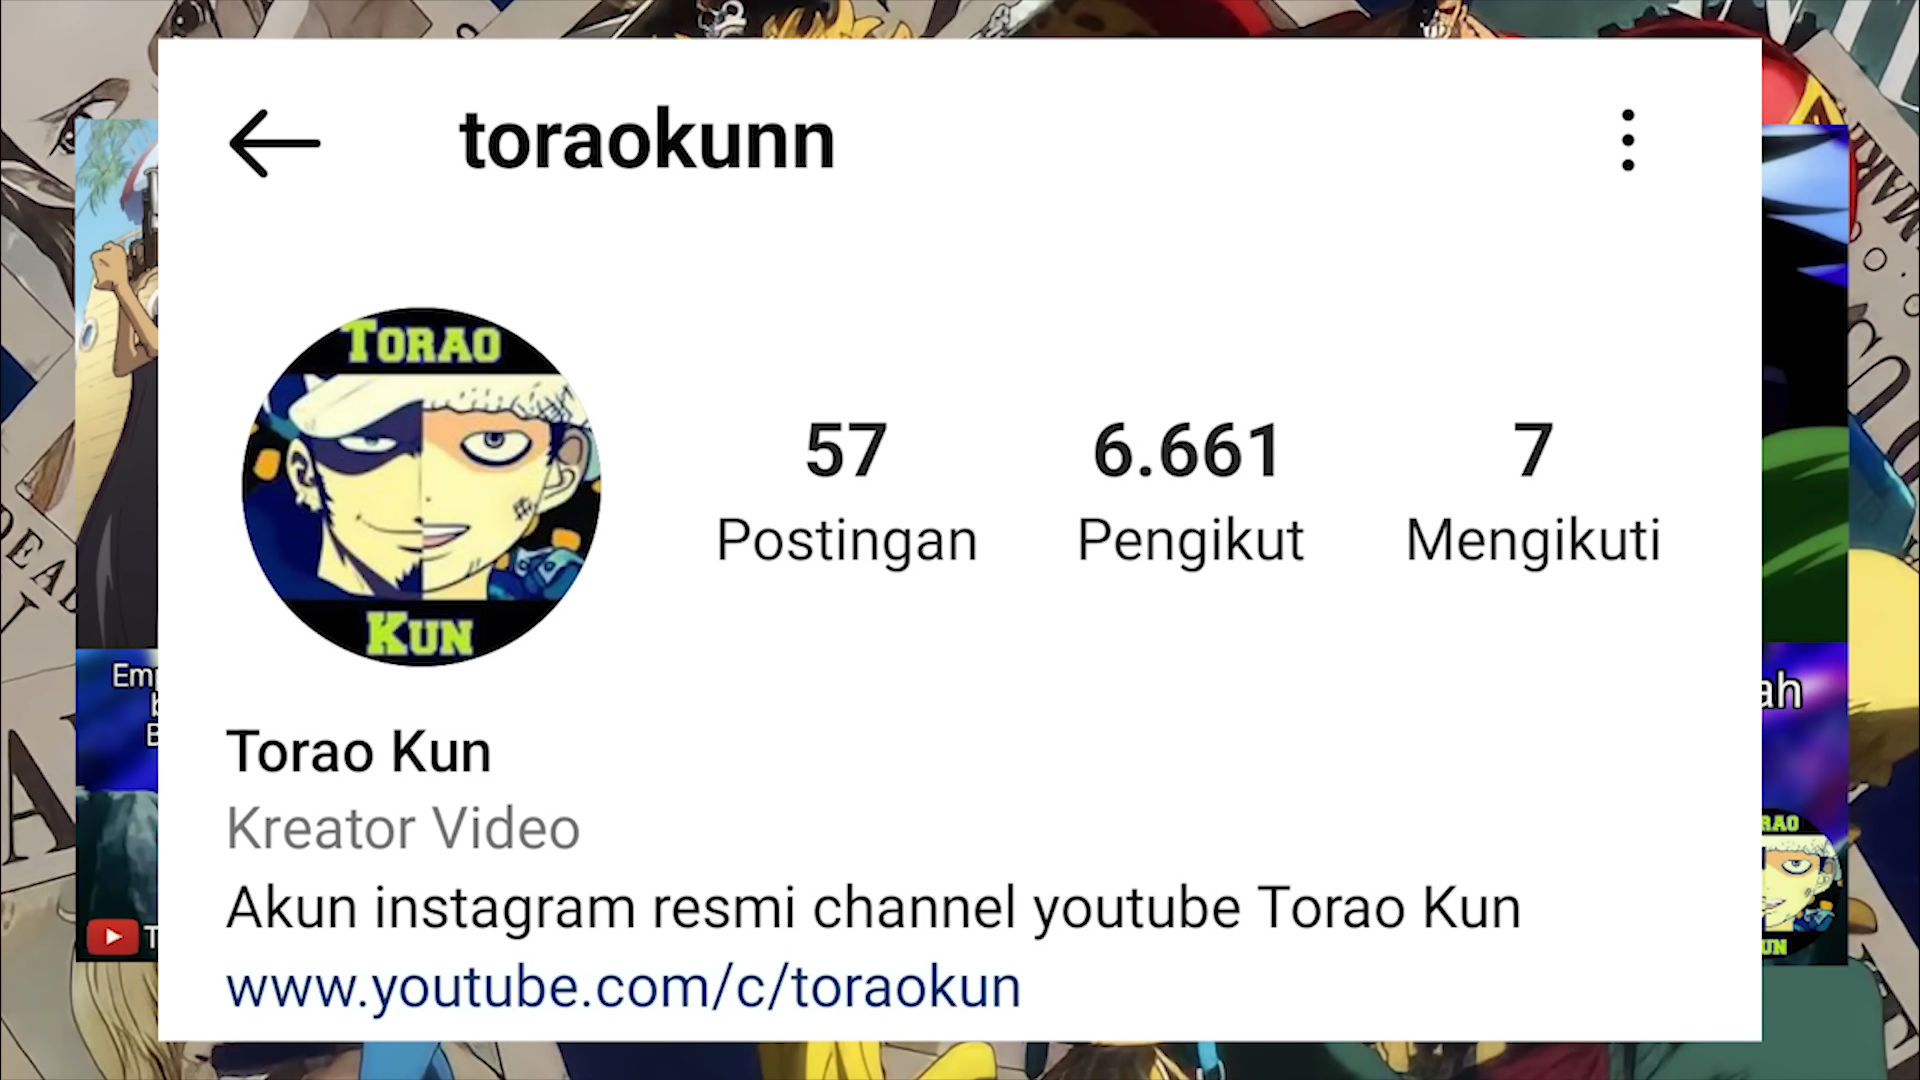 toraokunn
TORAO
KUN
57
6.661
7
Postingan
Pengikut
Mengikuti
Torao Kun
Kreator Video
Akun instagram resmi channel youtube Torao Kun
www.youtube.com/c/toraokun